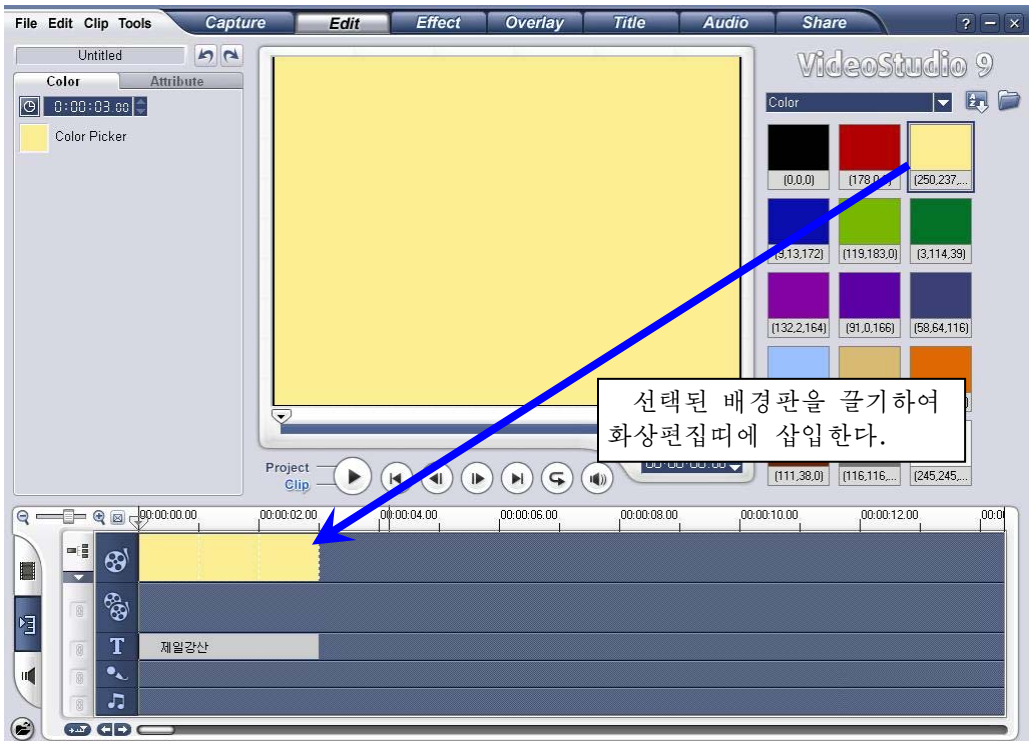 File Edit Clip Tools Capture Edit Effect Overlay Title Audio Share ? – ×
Untitled
Color Attribute
0:00:03.00
Color Picker
VideoStudio 9
Color
(0,0,0) (250,237,...
(9,13,172) (119,183,0) (3,114,39)
(132,2,164) (91,0,166) (58,64,116)
선택된 배경판을 끌기하여
화상편집띠에 삽입한다.
(111,38,0) (116,116,... (245,245,...
Project
Clip
00:00:00.00 00:00:02.00 00:00:04.00 00:00:06.00 00:00:08.00 00:00:10.00 00:00:12.00
T 제일강산